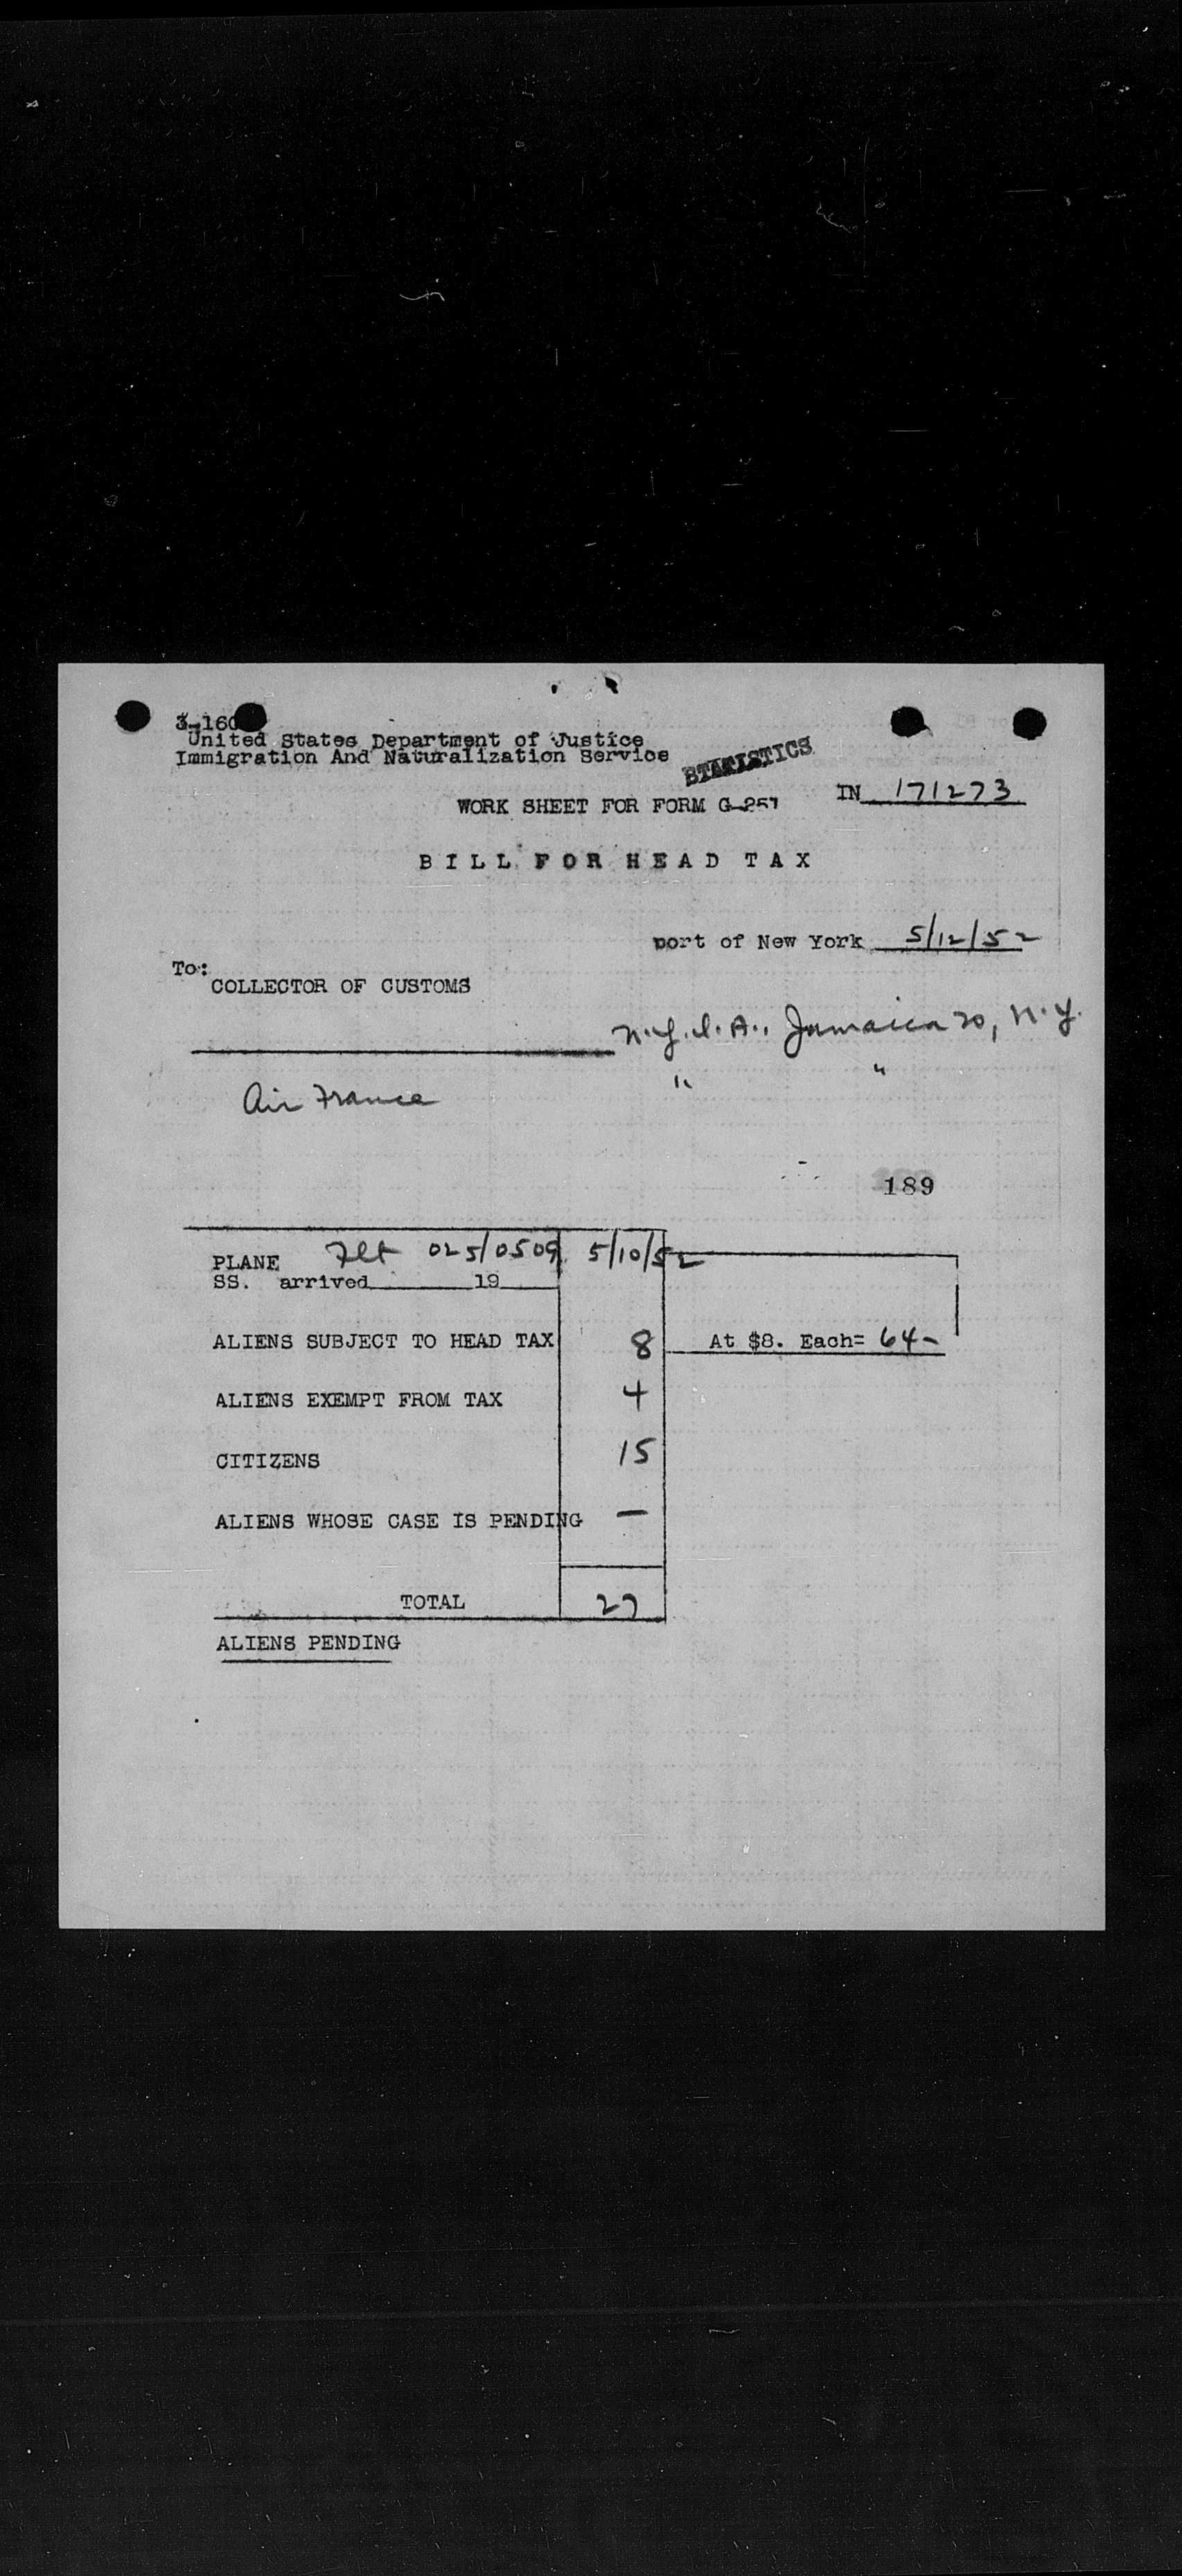 3-160
United States Department of Justice
Immigration And Naturalization Service
STATISTICS
WORK SHEET FOR FORM G-257
IN 171273
BILL FOR HEAD TAX
port of New York 5/12/52
To:
COLLECTOR OF CUSTOMS
N.Y.I.A., Jamaica 20, N.Y.
Air France " "
189
PLANE Flt 025/0509 5/10/52
SS. arrived 19
ALIENS SUBJECT TO HEAD TAX 8 At $8. Each= 64-
ALIENS EXEMPT FROM TAX 4
CITIZENS 15
ALIENS WHOSE CASE IS PENDING —
TOTAL 27
ALIENS PENDING